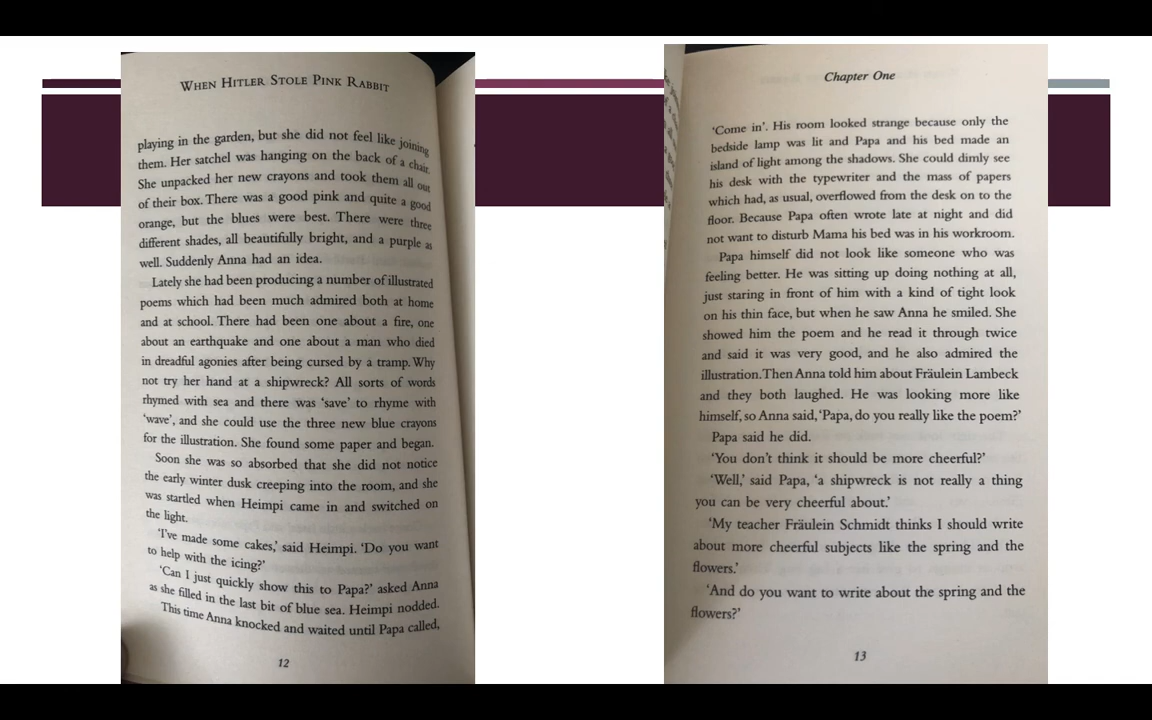 WHEN HITLER STOLE PINK RABBIT
playing in the garden, but she did not feel like joining
them. Her satchel was hanging on the back of a chair.
She unpacked her new crayons and took them all out
of their box. There was a good pink and quite a good
orange, but the blues were best. There were three
different shades, all beautifully bright, and a purple as
well. Suddenly Anna had an idea.
Lately she had been producing a number of illustrated
poems which had been much admired both at home
and at school. There had been one about a fire, one
about an earthquake and one about a man who died
in dreadful agonies after being cursed by a tramp. Why
not try her hand at a shipwreck? All sorts of words
rhymed with sea and there was ‘save’ to rhyme with
‘wave’, and she could use the three new blue crayons
for the illustration. She found some paper and began.
Soon she was so absorbed that she did not notice
the early winter dusk creeping into the room, and she
was startled when Heimpi came in and switched on
the light.
‘I’ve made some cakes,’ said Heimpi. ‘Do you want
to help with the icing?’
‘Can I just quickly show this to Papa?’ asked Anna
as she filled in the last bit of blue sea. Heimpi nodded.
This time Anna knocked and waited until Papa called,
12
Chapter One
‘Come in’. His room looked strange because only the
bedside lamp was lit and Papa and his bed made an
island of light among the shadows. She could dimly see
his desk with the typewriter and the mass of papers
which had, as usual, overflowed from the desk on to the
floor. Because Papa often wrote late at night and did
not want to disturb Mama his bed was in his workroom.
Papa himself did not look like someone who was
feeling better. He was sitting up doing nothing at all,
just staring in front of him with a kind of tight look
on his thin face, but when he saw Anna he smiled. She
showed him the poem and he read it through twice
and said it was very good, and he also admired the
illustration. Then Anna told him about Fräulein Lambeck
and they both laughed. He was looking more like
himself, so Anna said, ‘Papa, do you really like the poem?’
Papa said he did.
‘You don’t think it should be more cheerful?’
‘Well,’ said Papa, ‘a shipwreck is not really a thing
you can be very cheerful about.’
‘My teacher Fräulein Schmidt thinks I should write
about more cheerful subjects like the spring and the
flowers.’
‘And do you want to write about the spring and the
flowers?’
13